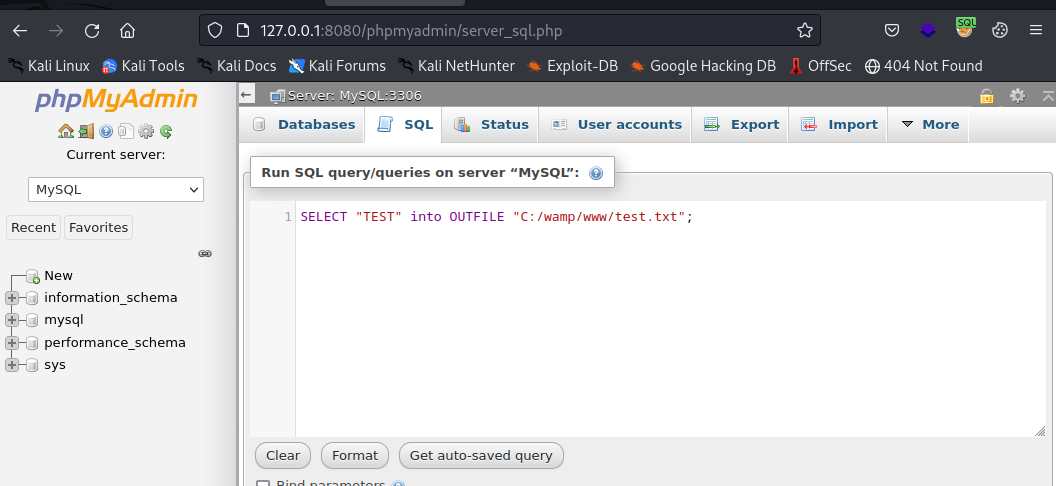 127.0.0.1:8080/phpmyadmin/server_sql.php
SQL
Kali Linux Kali Tools Kali Docs Kali Forums Kali NetHunter Exploit-DB Google Hacking DB OffSec 404 Not Found
phpMyAdmin
Current server:
MySQL
Recent Favorites
New
information_schema
mysql
performance_schema
sys
Server: MySQL:3306
Databases SQL Status User accounts Export Import More
Run SQL query/queries on server “MySQL”:
1 SELECT "TEST" into OUTFILE "C:/wamp/www/test.txt";
Clear Format Get auto-saved query
Bind parameters